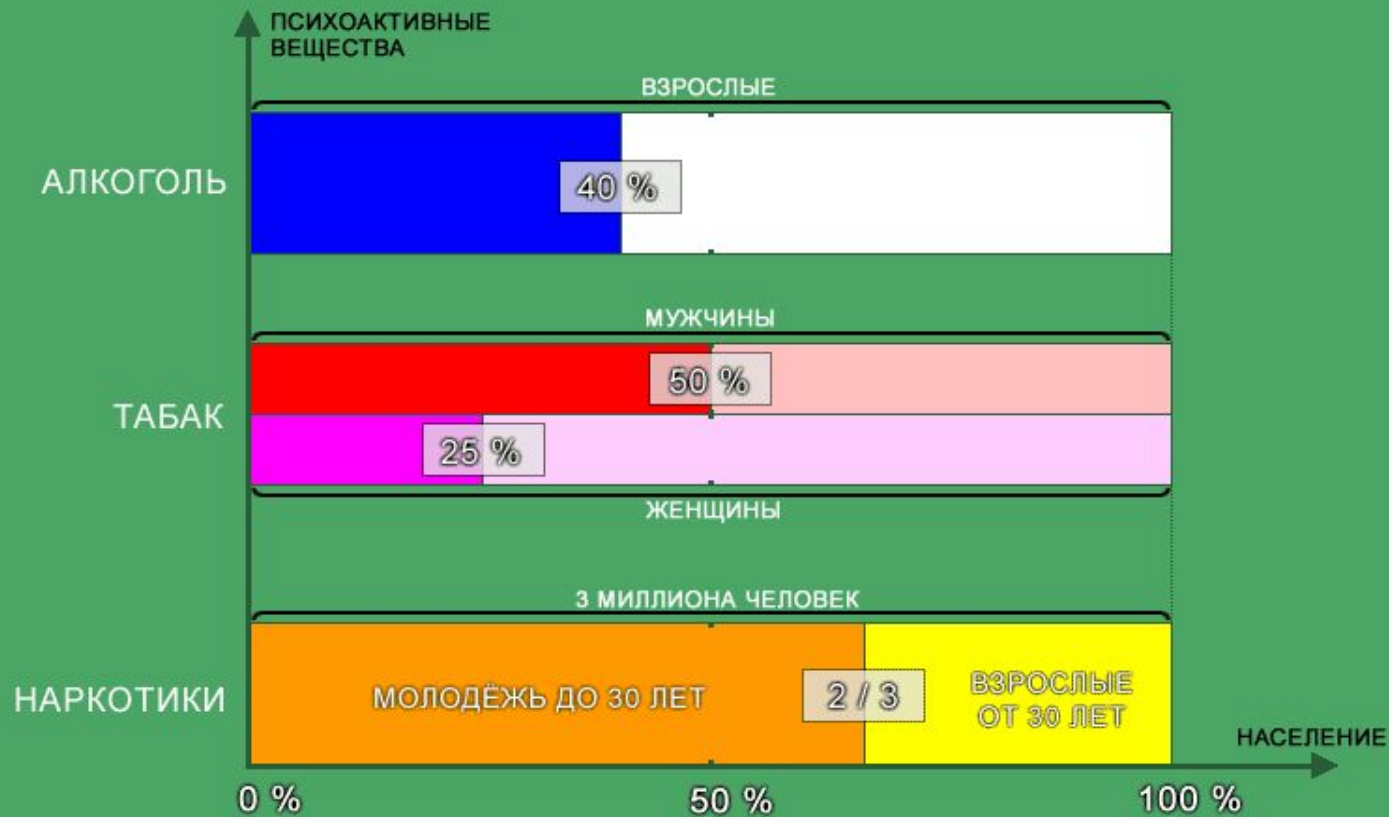 ПСИХОАКТИВНЫЕ
ВЕЩЕСТВА
ВЗРОСЛЫЕ
АЛКОГОЛЬ
40 %
МУЖЧИНЫ
50 %
ТАБАК
25 %
ЖЕНЩИНЫ
3 МИЛЛИОНА ЧЕЛОВЕК
НАРКОТИКИ
МОЛОДЁЖЬ ДО 30 ЛЕТ
2 / 3
ВЗРОСЛЫЕ
ОТ 30 ЛЕТ
НАСЕЛЕНИЕ
0 %
50 %
100 %